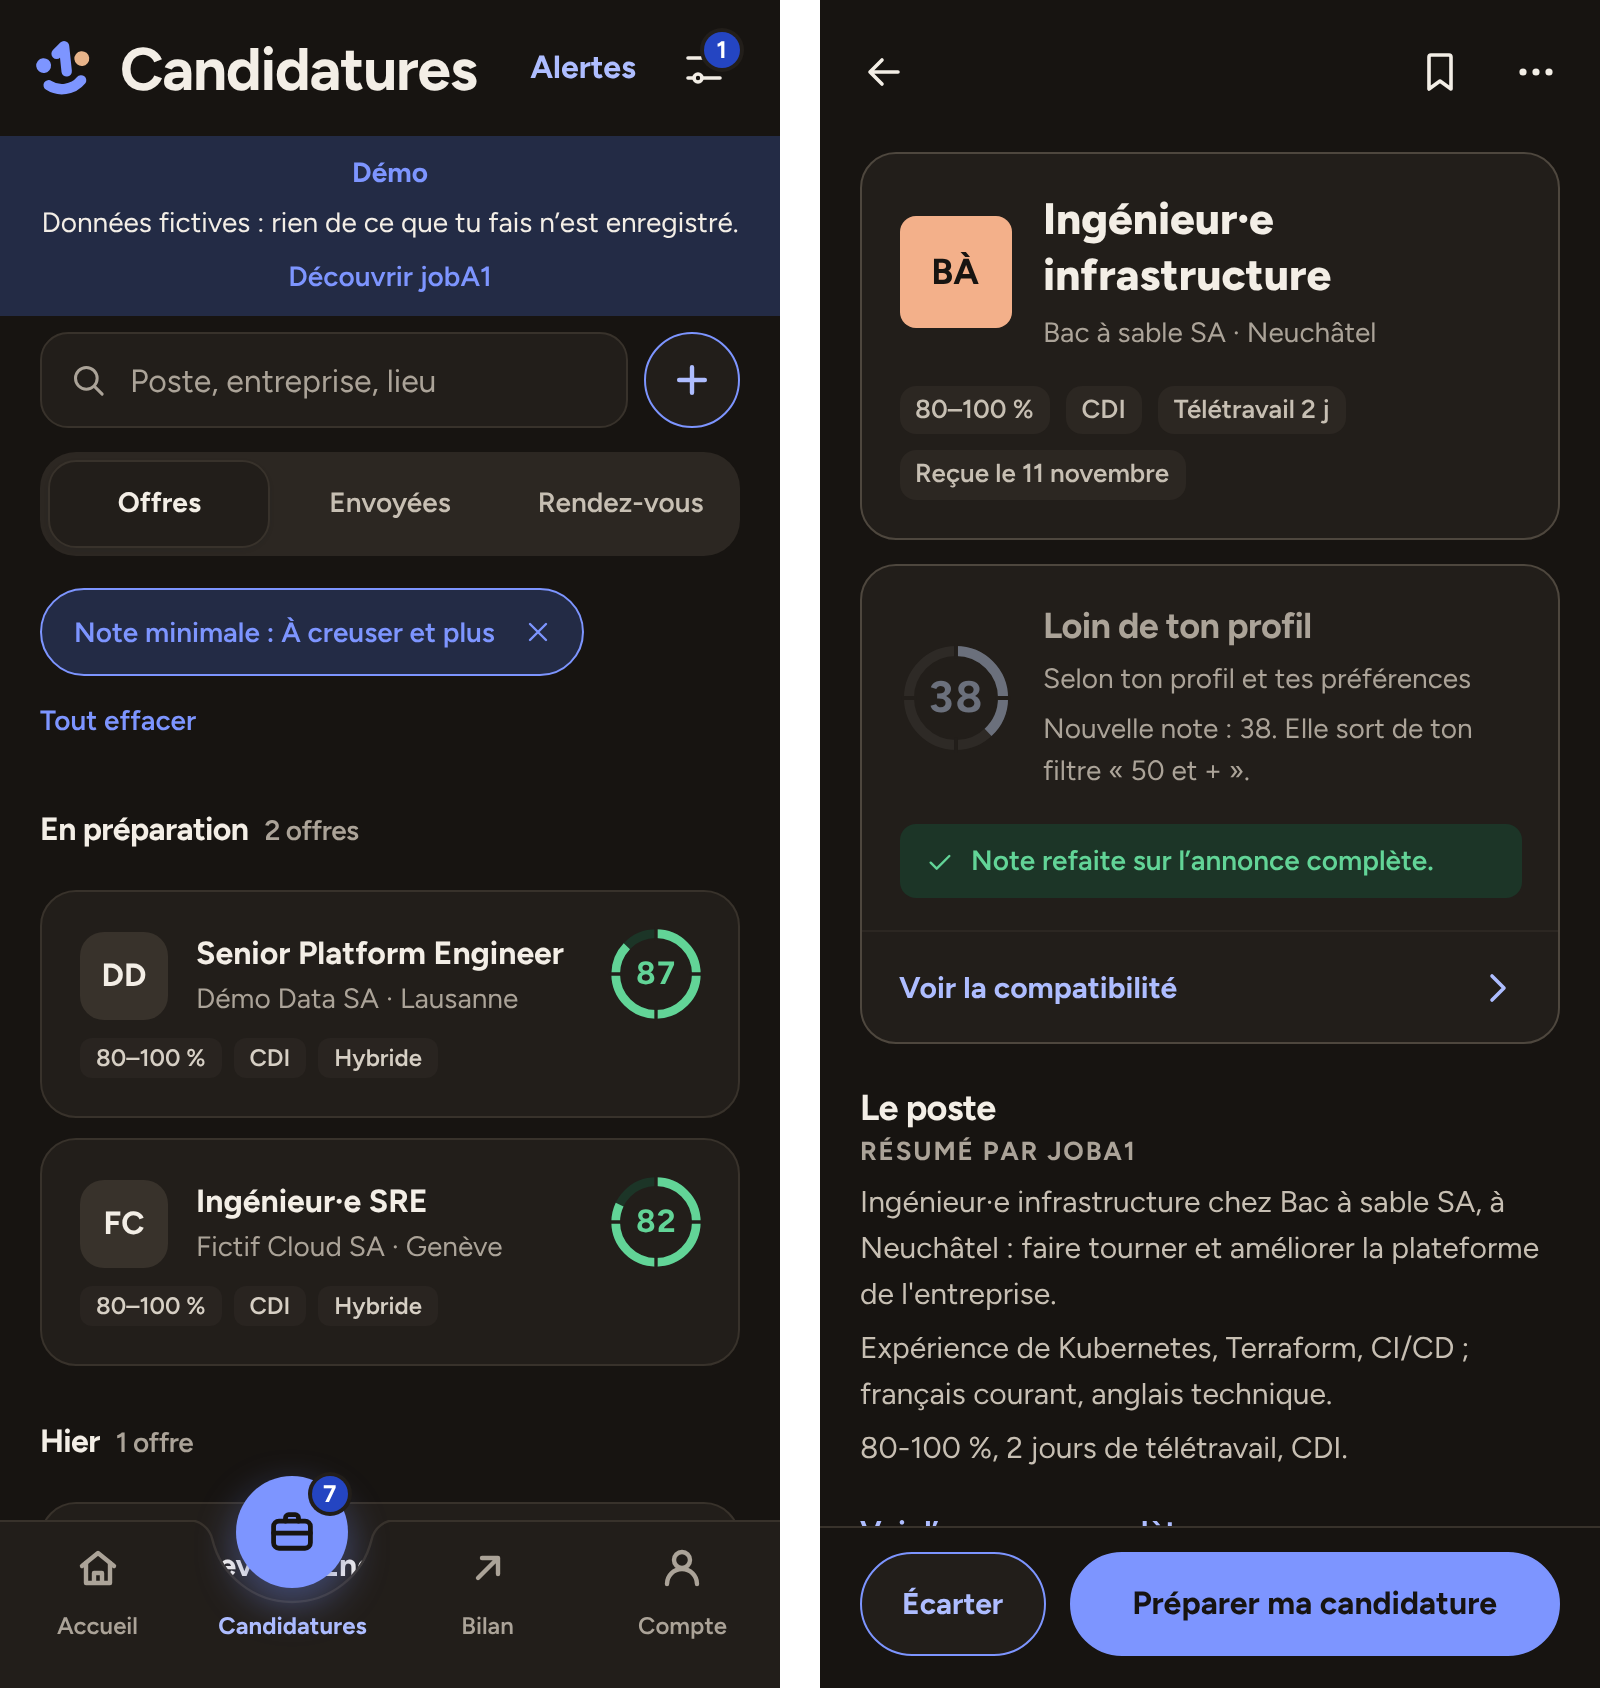 Candidatures
Alertes
1
Démo
Données fictives : rien de ce que tu fais n’est enregistré.
Découvrir jobA1
Poste, entreprise, lieu
Offres
Envoyées
Rendez-vous
Note minimale : À creuser et plus
Tout effacer
En préparation 2 offres
DD
Senior Platform Engineer
Démo Data SA · Lausanne
87
80–100 %
CDI
Hybride
FC
Ingénieur·e SRE
Fictif Cloud SA · Genève
82
80–100 %
CDI
Hybride
Hier 1 offre
7
Accueil
Candidatures
Bilan
Compte
BÀ
Ingénieur·e
infrastructure
Bac à sable SA · Neuchâtel
80–100 %
CDI
Télétravail 2 j
Reçue le 11 novembre
38
Loin de ton profil
Selon ton profil et tes préférences
Nouvelle note : 38. Elle sort de ton
filtre « 50 et + ».
Note refaite sur l’annonce complète.
Voir la compatibilité
Le poste
RÉSUMÉ PAR JOBA1
Ingénieur·e infrastructure chez Bac à sable SA, à
Neuchâtel : faire tourner et améliorer la plateforme
de l'entreprise.
Expérience de Kubernetes, Terraform, CI/CD ;
français courant, anglais technique.
80-100 %, 2 jours de télétravail, CDI.
Écarter
Préparer ma candidature